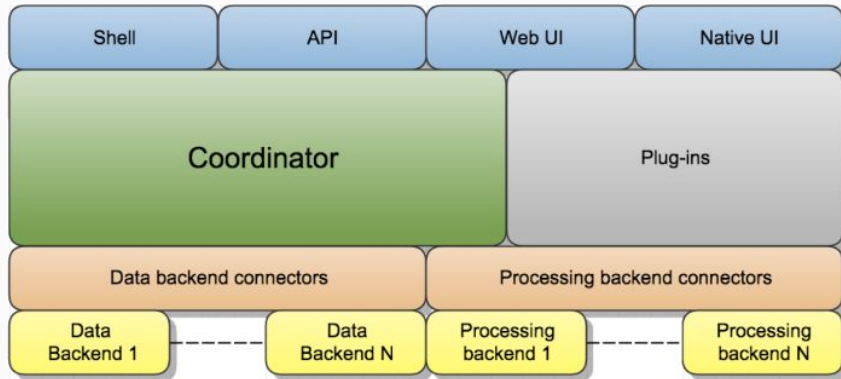 Shell
API
Web UI
Native UI
Coordinator
Plug-ins
Data backend connectors
Processing backend connectors
Data
Backend 1
Data
Backend N
Processing
backend 1
Processing
backend N